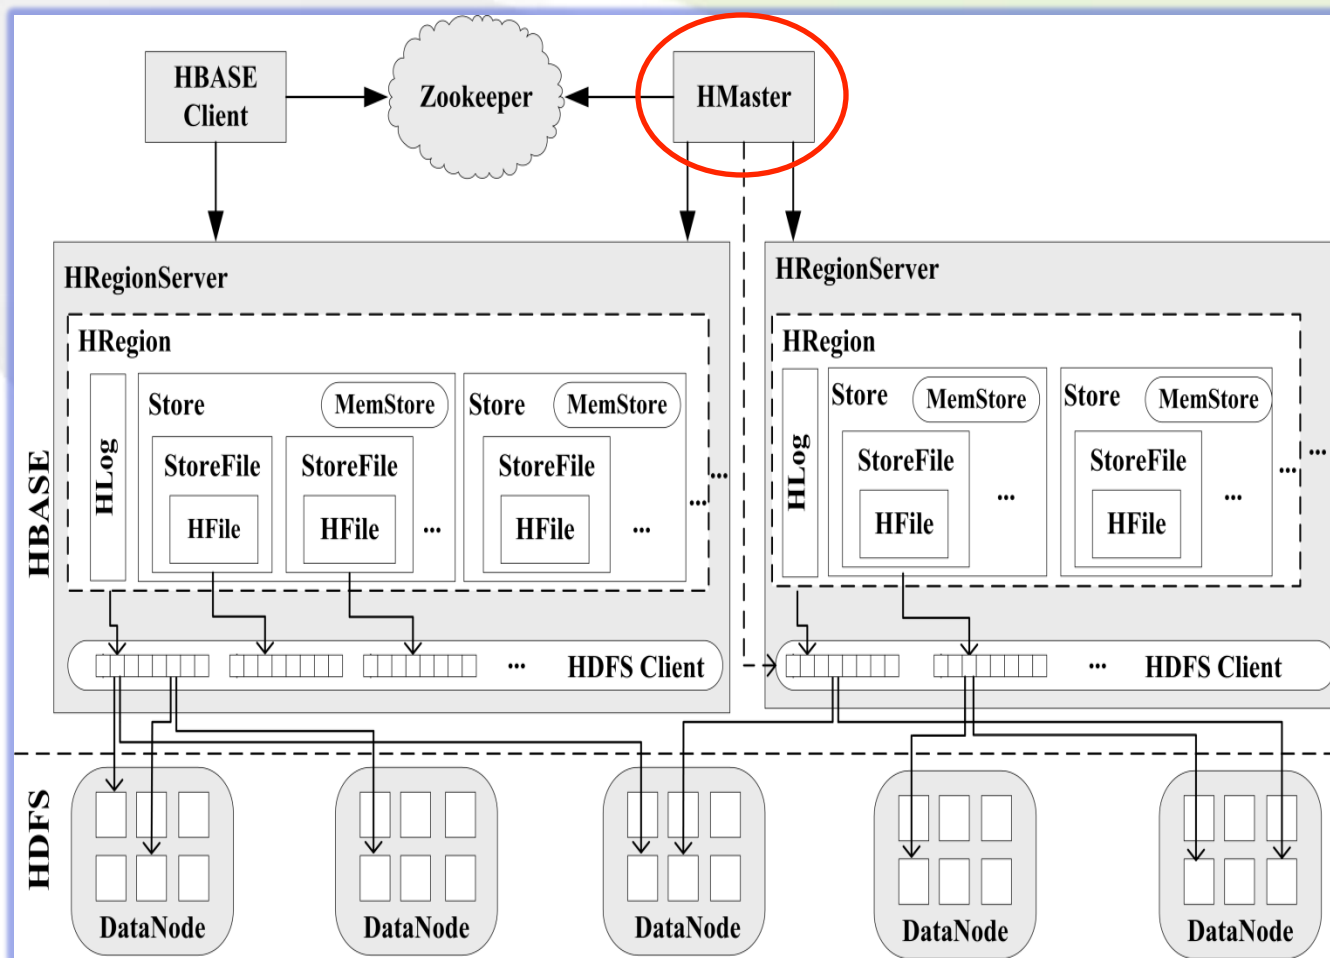 HBASE
Client
Zookeeper
HMaster
HRegionServer
HRegion
HLog
Store
MemStore
StoreFile
HFile
StoreFile
HFile
...
Store
MemStore
StoreFile
HFile
...
...
...
... HDFS Client
HRegionServer
HRegion
HLog
Store
MemStore
StoreFile
HFile
...
Store
MemStore
StoreFile
HFile
...
...
...
... HDFS Client
HBASE
HDFS
DataNode
DataNode
DataNode
DataNode
DataNode